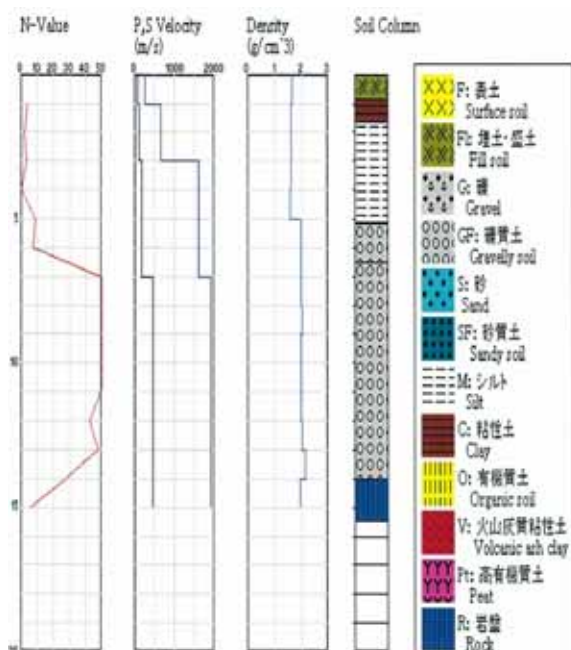 N-Value
P,S Velocity
(m/s)
Density
(g/cm^3)
Soil Column
0 10 20 30 40 50
0 1000 2000
0 1 2 3
5
10
15
F: 表土
Surface soil
Fl: 埋土・盛土
Fill soil
G: 礫
Gravel
GF: 礫質土
Gravelly soil
S: 砂
Sand
SF: 砂質土
Sandy soil
M: シルト
Silt
C: 粘性土
Clay
O: 有機質土
Organic soil
V: 火山灰質粘性土
Volcanic ash clay
Pt: 高有機質土
Peat
R: 岩盤
Rock